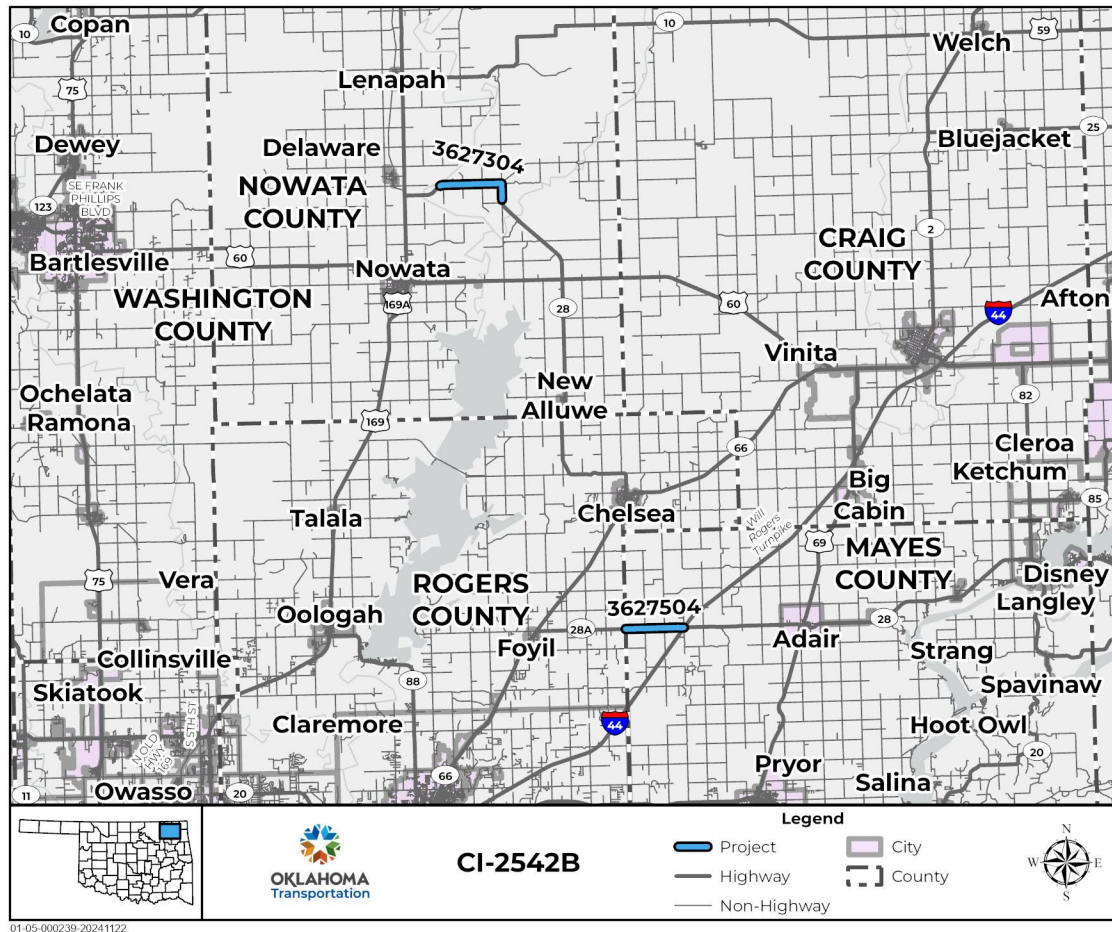 10
Copan
10
59
Welch
Lenapah
75
25
Bluejacket
Dewey
Delaware
3627304
SE FRANK
PHILLIPS
BLVD
NOWATA
COUNTY
123
2
CRAIG
COUNTY
Bartlesville
60
Nowata
WASHINGTON
COUNTY
169A
28
60
44
Afton
Vinita
New
Alluwe
Ochelata
Ramona
169
82
66
Cleroa
Ketchum
Big
Cabin
85
Talala
Chelsea
Will
Rogers
Turnpike
69
MAYES
COUNTY
75
Vera
ROGERS
COUNTY
Disney
Langley
Oologah
3627504
28A
Foyil
Adair
28
Strang
Collinsville
88
Spavinaw
Skiatook
Claremore
44
Hoot Owl
N OLD
HWY
169
S 5TH ST
20
66
Pryor
Salina
11
Owasso
20
OKLAHOMA
Transportation
CI-2542B
Legend
Project
City
Highway
County
Non-Highway
N
W
E
S
01-05-000239-20241122